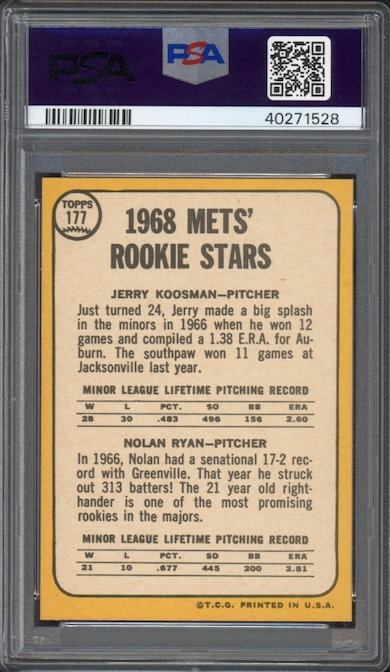 PSA
PSA
40271528
TOPPS
177
1968 METS'
ROOKIE STARS
JERRY KOOSMAN—PITCHER
Just turned 24, Jerry made a big splash
in the minors in 1966 when he won 12
games and compiled a 1.38 E.R.A. for Au-
burn. The southpaw won 11 games at
Jacksonville last year.
MINOR LEAGUE LIFETIME PITCHING RECORD
W L PCT. SO BB ERA
28 30 .483 496 156 2.60
NOLAN RYAN—PITCHER
In 1966, Nolan had a senational 17-2 rec-
ord with Greenville. That year he struck
out 313 batters! The 21 year old right-
hander is one of the most promising
rookies in the majors.
MINOR LEAGUE LIFETIME PITCHING RECORD
W L PCT. SO BB ERA
21 10 .677 445 200 2.81
©T.C.G. PRINTED IN U.S.A.